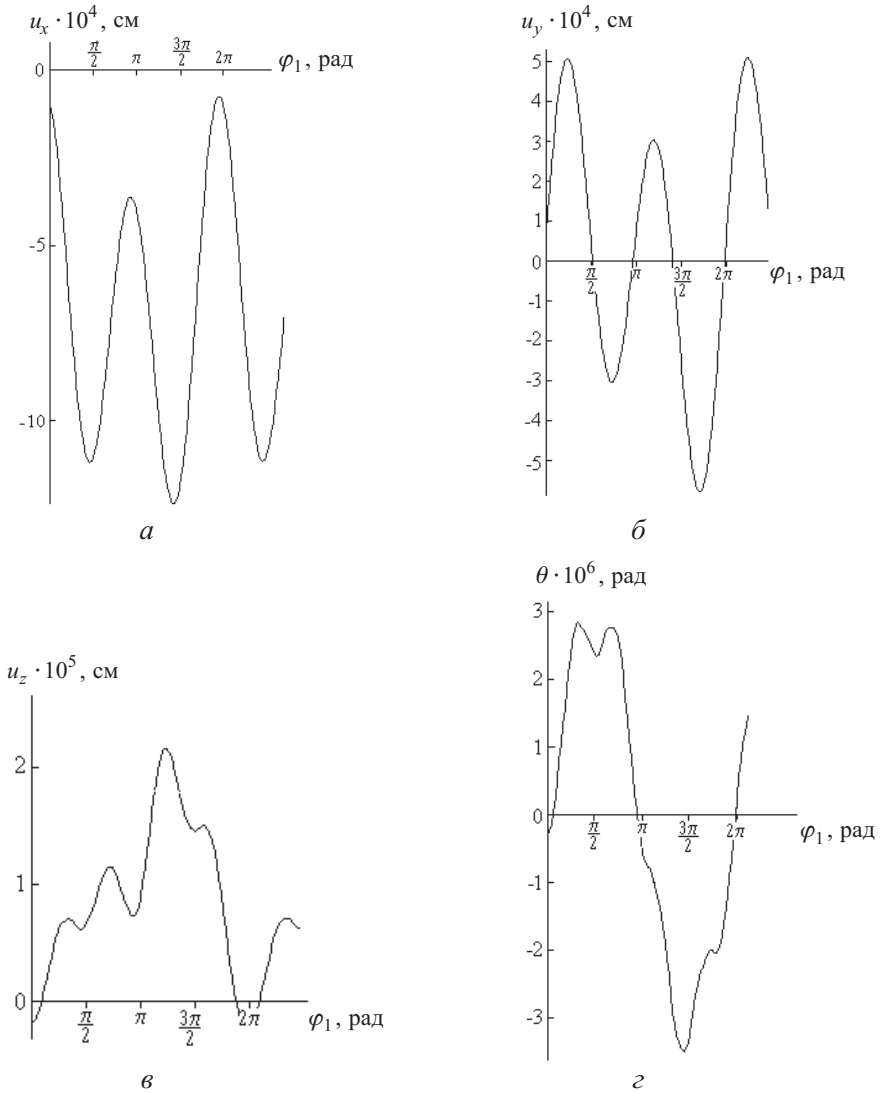 u_x · 10^4, см
0
π/2 π 3π/2 2π φ_1, рад
-5
-10
а
u_y · 10^4, см
5
4
3
2
1
0
π/2 π 3π/2 2π φ_1, рад
-1
-2
-3
-4
-5
б
u_z · 10^5, см
2
1
0
π/2 π 3π/2 2π φ_1, рад
в
θ · 10^6, рад
3
2
1
0
π/2 π 3π/2 2π φ_1, рад
-1
-2
-3
г